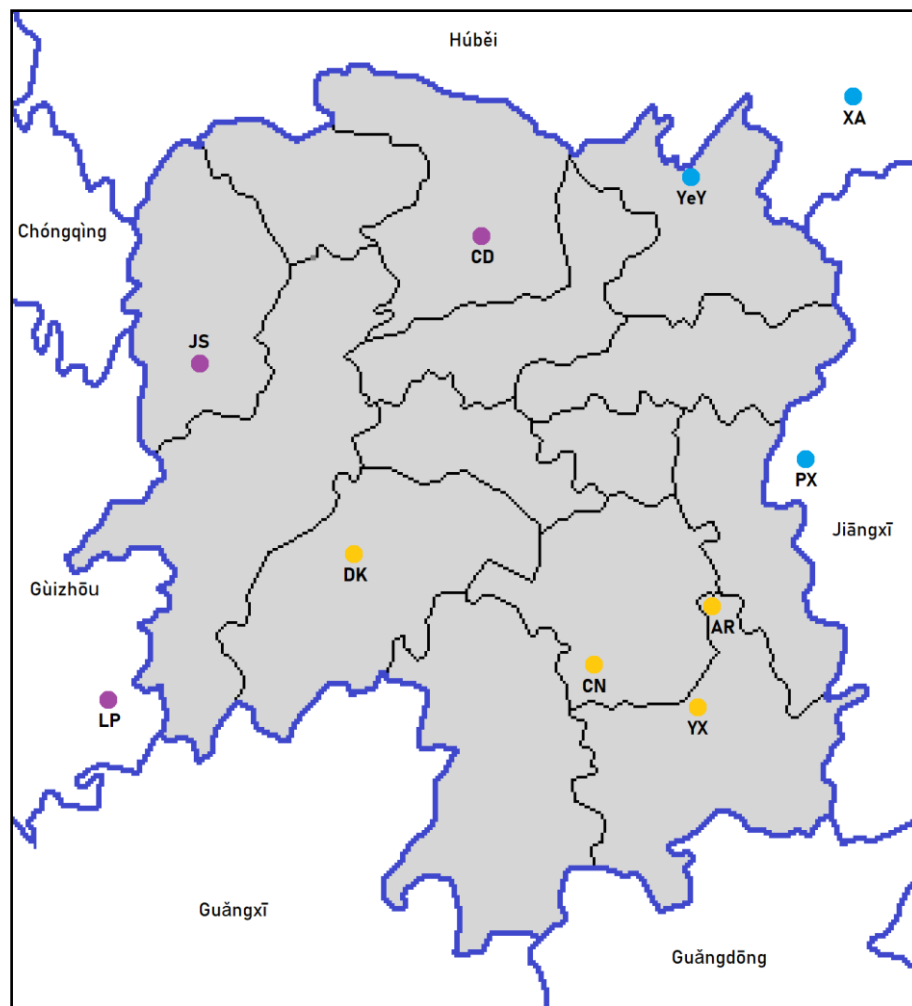 Húběi
XA
YeY
Chóngqìng
CD
JS
PX
Jiāngxī
DK
Gùizhōu
AR
CN
LP
YX
Guǎngxī
Guǎngdōng